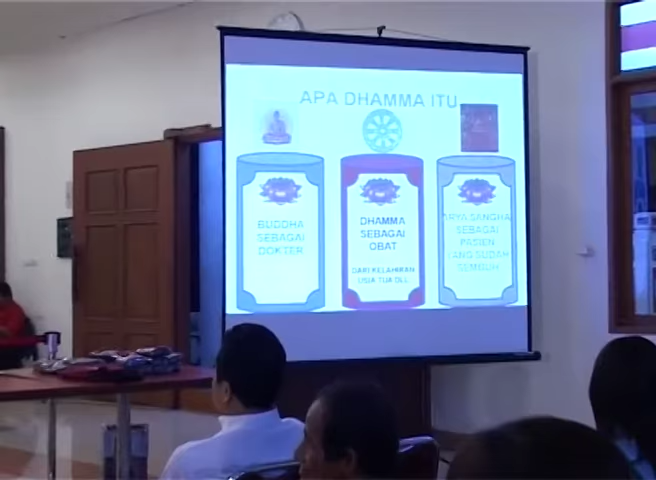 APA DHAMMA ITU
BUDDHA
SEBAGAI
DOKTER
DHAMMA
SEBAGAI
OBAT
DARI KELAHIRAN
USIA TUA DLL.
ARYA SANGHA
SEBAGAI
PASIEN
YANG SUDAH
SEMBUH